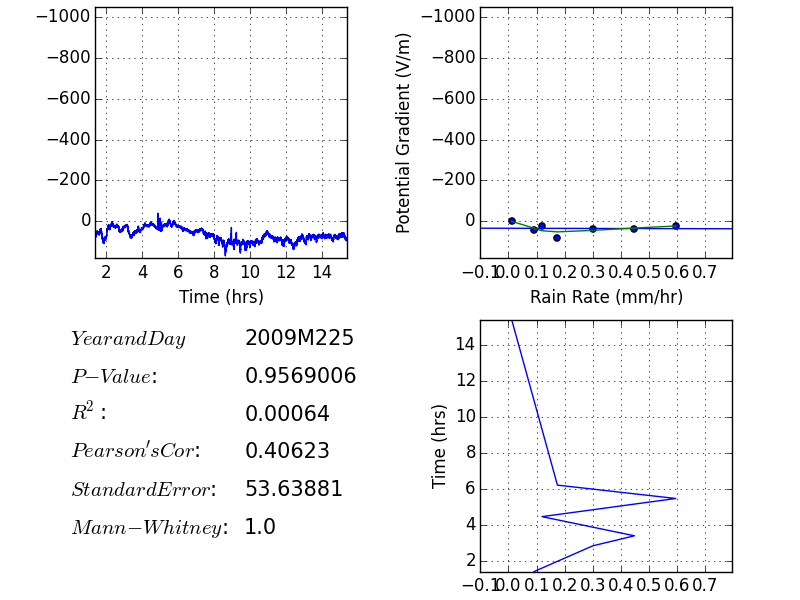 −1000
−800
−600
−400
−200
0
2 4 6 8 10 12 14
Time (hrs)
Potential Gradient (V/m)
−1000
−800
−600
−400
−200
0
−0.1 0.0 0.1 0.2 0.3 0.4 0.5 0.6 0.7
Rain Rate (mm/hr)
YearandDay 2009M225
P−Value: 0.9569006
R²: 0.00064
Pearson'sCor: 0.40623
StandardError: 53.63881
Mann−Whitney: 1.0
Time (hrs)
14
12
10
8
6
4
2
−0.1 0.0 0.1 0.2 0.3 0.4 0.5 0.6 0.7